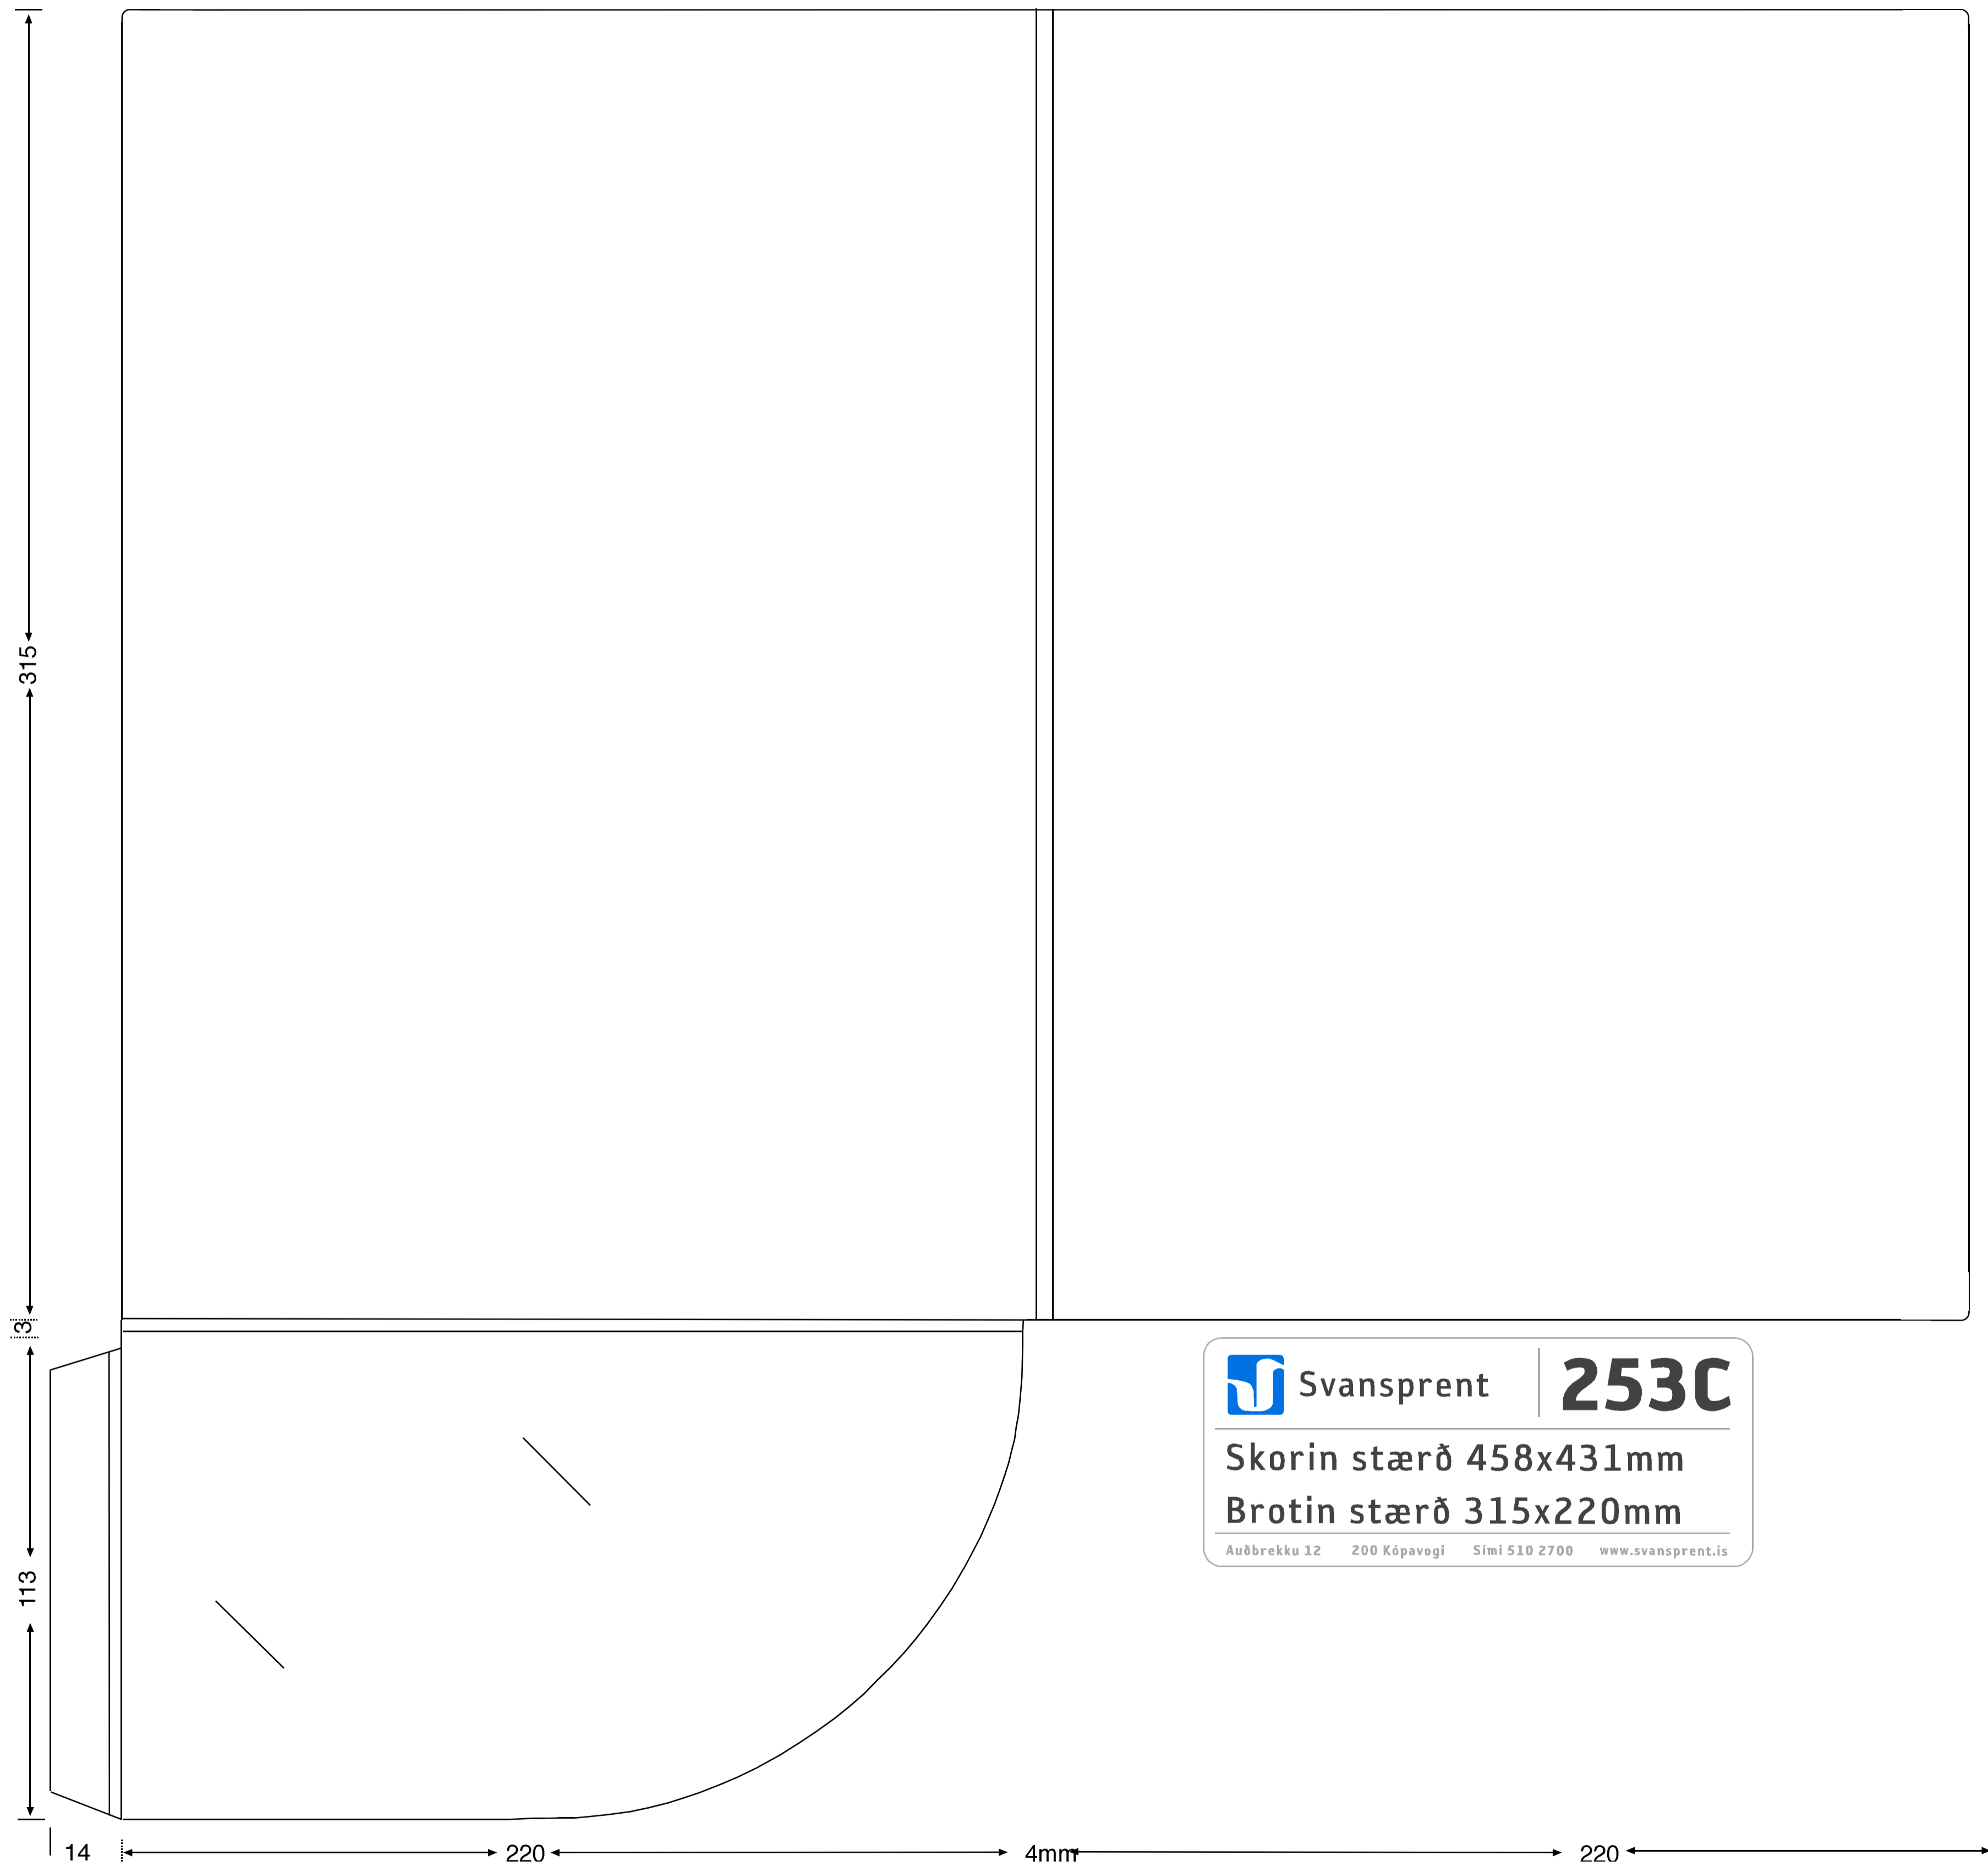 315
3
113
Svansprent
253C
Skorin stærð 458x431mm
Brotin stærð 315x220mm
Auðbrekku 12 200 Kópavogi Sími 510 2700 www.svansprent.is
14 220 4mm 220